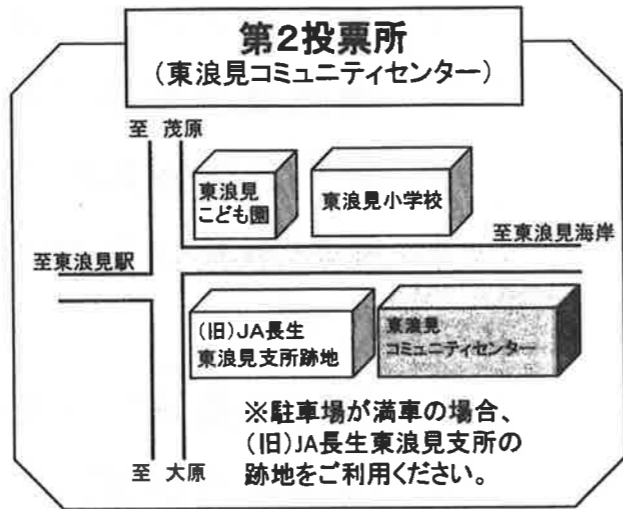 第2投票所
(東浪見コミュニティセンター)
至 茂原
東浪見
こども園
東浪見小学校
至東浪見海岸
至東浪見駅
(旧)JA長生
東浪見支所跡地
東浪見
コミュニティセンター
※駐車場が満車の場合、
(旧)JA長生東浪見支所の
跡地をご利用ください。
至 大原